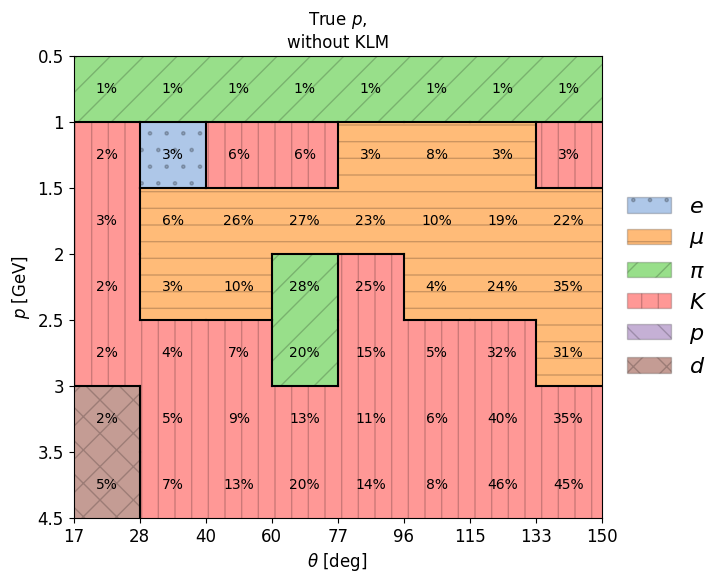 True p,
without KLM
0.5
1% 1% 1% 1% 1% 1% 1% 1%
1
2% 3% 6% 6% 3% 8% 3% 3%
1.5
3% 6% 26% 27% 23% 10% 19% 22%
2
2% 3% 10% 28% 25% 4% 24% 35%
2.5
2% 4% 7% 20% 15% 5% 32% 31%
3
2% 5% 9% 13% 11% 6% 40% 35%
3.5
5% 7% 13% 20% 14% 8% 46% 45%
4.5
p [GeV]
17 28 40 60 77 96 115 133 150
θ [deg]
e
μ
π
K
p
d